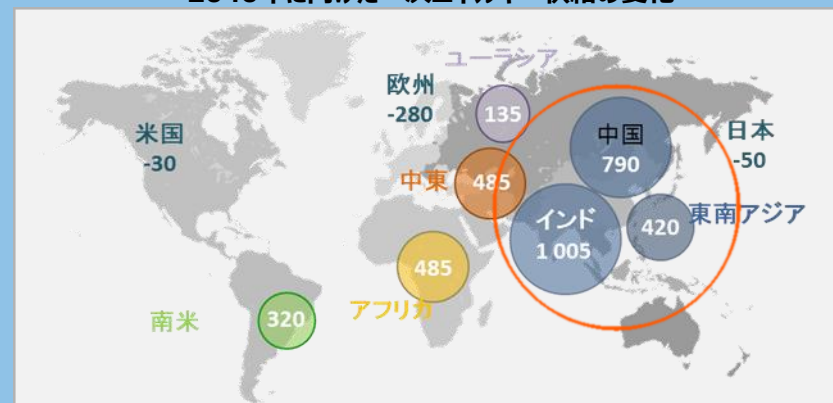 ユーラシア
欧州
-280
135
米国
-30
中国
790
日本
-50
中東
485
インド
1 005
420
東南アジア
485
アフリカ
南米
320